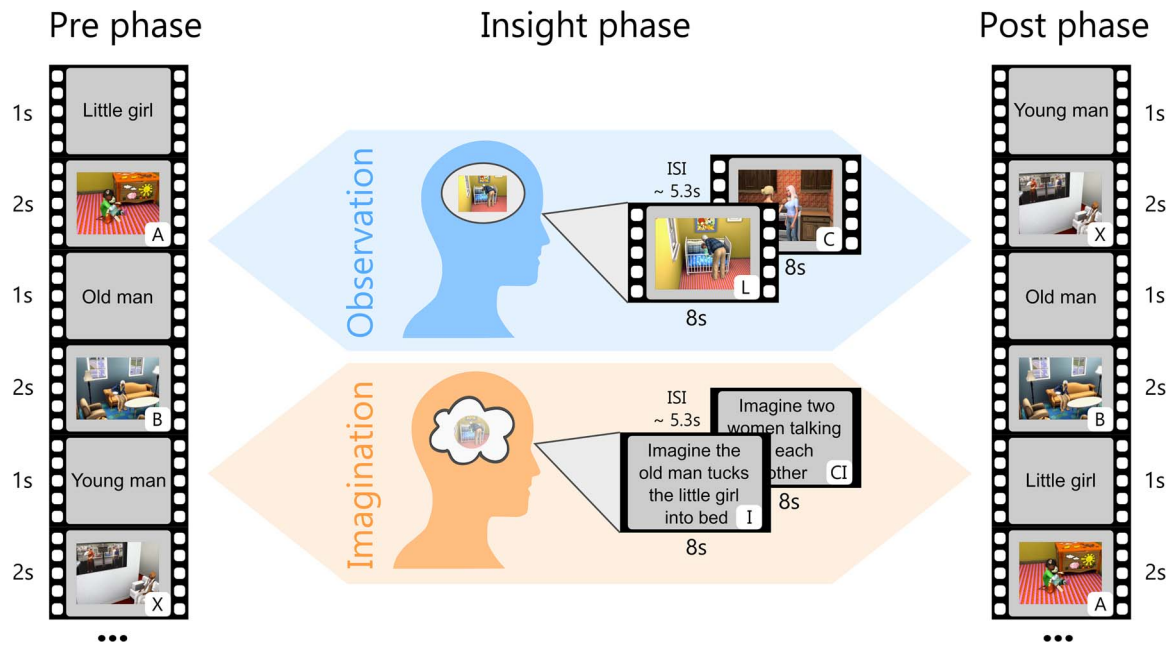 Pre phase
Insight phase
Post phase
1s
Little girl
2s
A
1s
Old man
2s
B
1s
Young man
2s
X
...
Observation
ISI
~ 5.3s
C
8s
L
8s
Imagination
ISI
~ 5.3s
Imagine two
women talking
each
other
CI
8s
Imagine the
old man tucks
the little girl
into bed
I
8s
Young man
1s
X
2s
Old man
1s
B
2s
Little girl
1s
A
2s
...